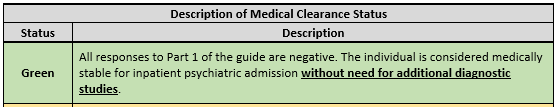 Description of Medical Clearance Status
Status Description
All responses to Part 1 of the guide are negative. The individual is considered medically
Green stable for inpatient psychiatric admission without need for additional diagnostic
studies.